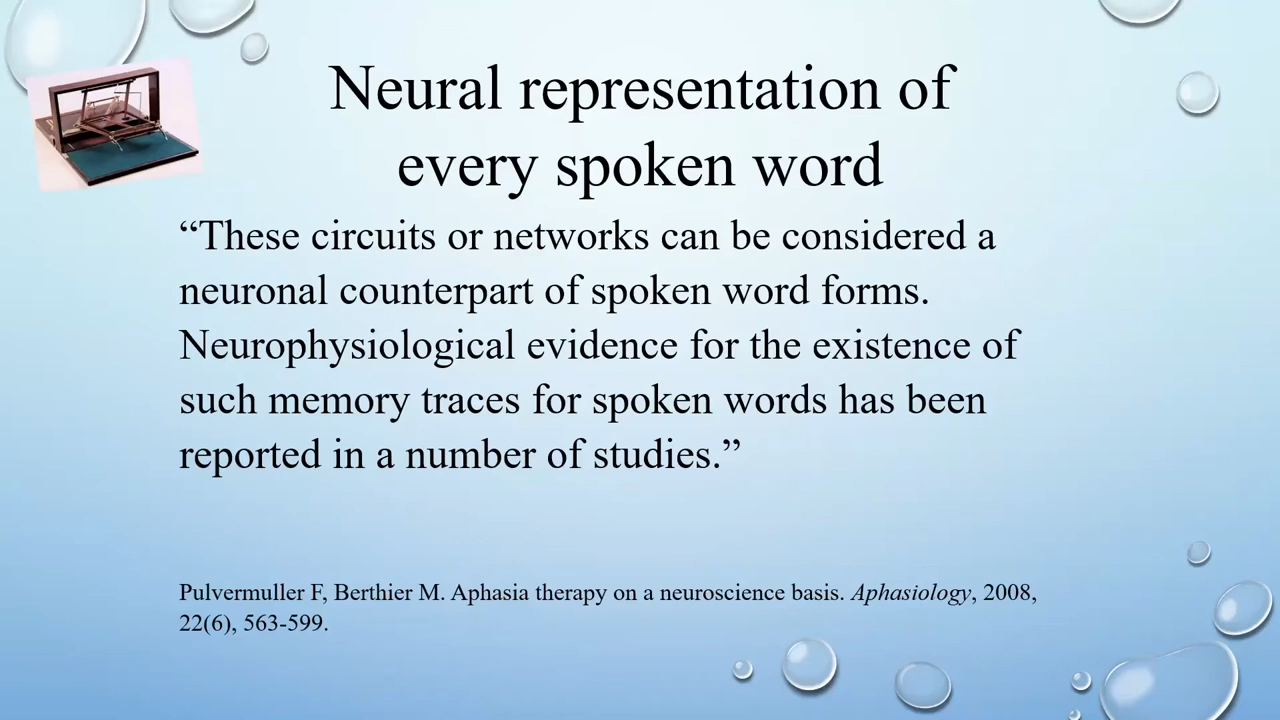 Neural representation of
every spoken word
“These circuits or networks can be considered a
neuronal counterpart of spoken word forms.
Neurophysiological evidence for the existence of
such memory traces for spoken words has been
reported in a number of studies.”
Pulvermuller F, Berthier M. Aphasia therapy on a neuroscience basis. Aphasiology, 2008,
22(6), 563-599.